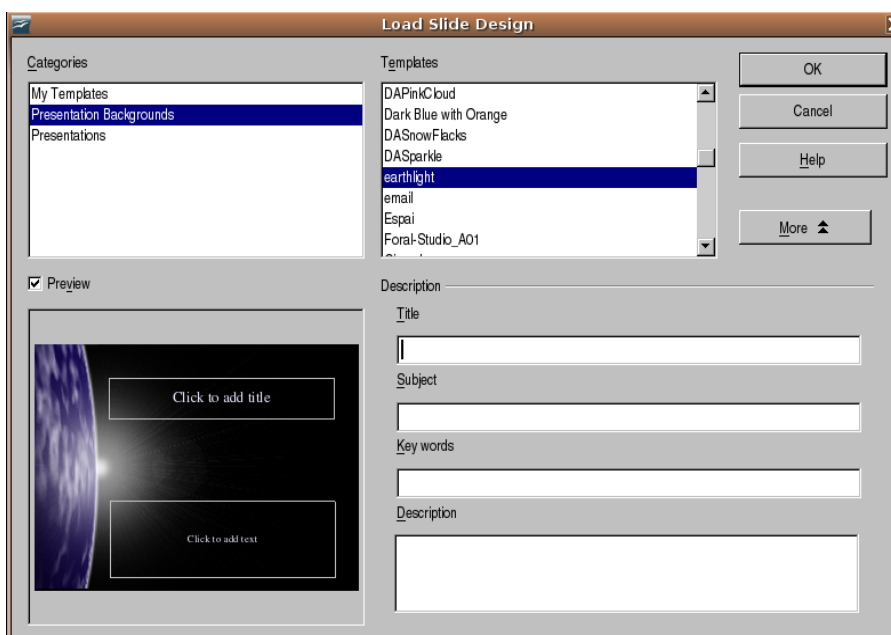 Load Slide Design
Categories
My Templates
Presentation Backgrounds
Presentations
Templates
DAPinkCloud
Dark Blue with Orange
DASnowFlacks
DASparkle
earthlight
email
Espai
Foral-Studio_A01
OK
Cancel
Help
More
Preview
Click to add title
Click to add text
Description
Title
Subject
Key words
Description